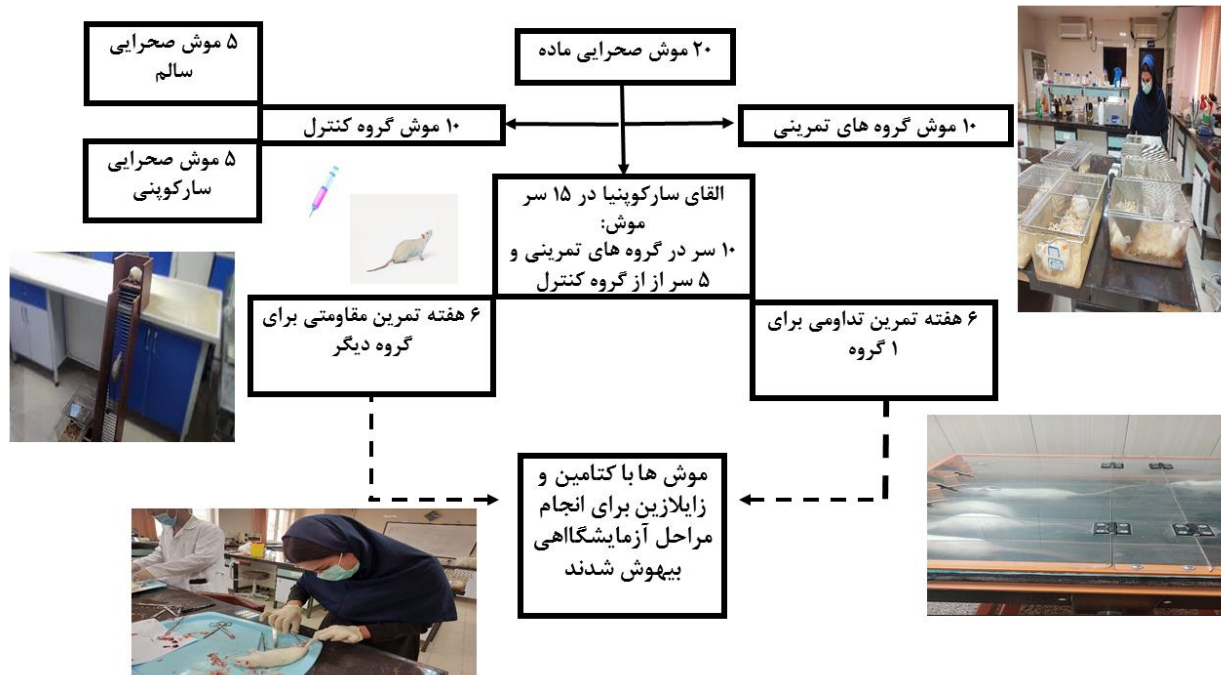 ۲۰ موش صحرایی ماده
۵ موش صحرایی
سالم
۱۰ موش گروه های تمرینی
۱۰ موش گروه کنترل
۵ موش صحرایی
سارکوپنی
القای سارکوپنیا در ۱۵ سر
موش:
۱۰ سر در گروه های تمرینی و
۵ سر از از گروه کنترل
۶ هفته تمرین تداومی برای
۱ گروه
۶ هفته تمرین مقاومتی برای
گروه دیگر
موش ها با کتامین و
زایلازین برای انجام
مراحل آزمایشگااهی
بیهوش شدند